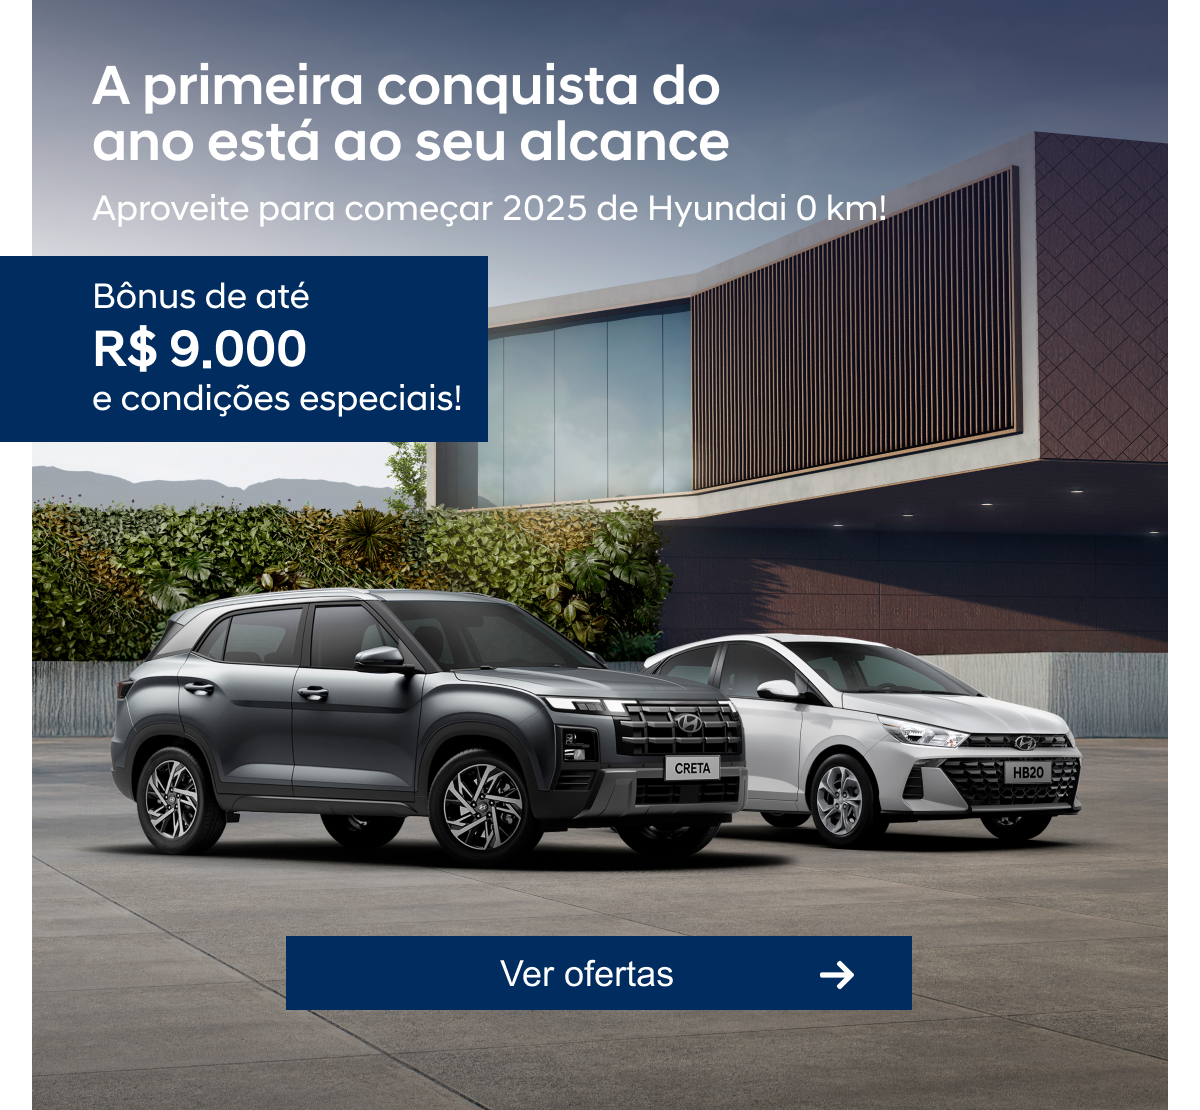 A primeira conquista do
ano está ao seu alcance
Aproveite para começar 2025 de Hyundai 0 km!
Bônus de até
R$ 9.000
e condições especiais!
CRETA
HB20
Ver ofertas